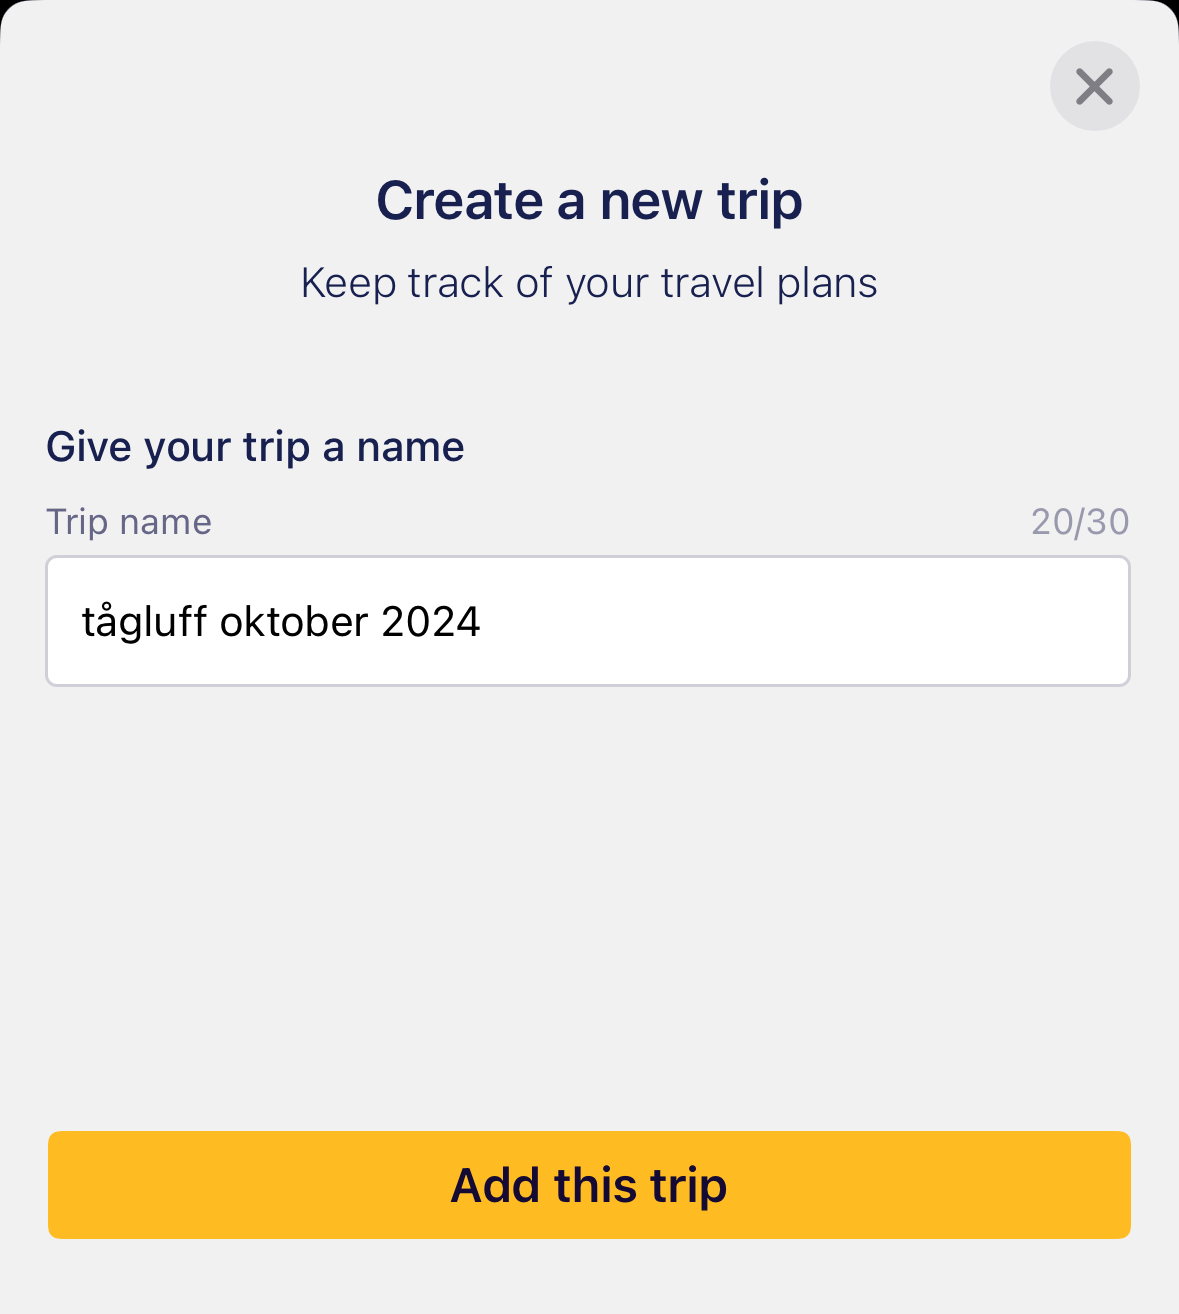 Create a new trip
Keep track of your travel plans
Give your trip a name
Trip name 20/30
tågluff oktober 2024
Add this trip